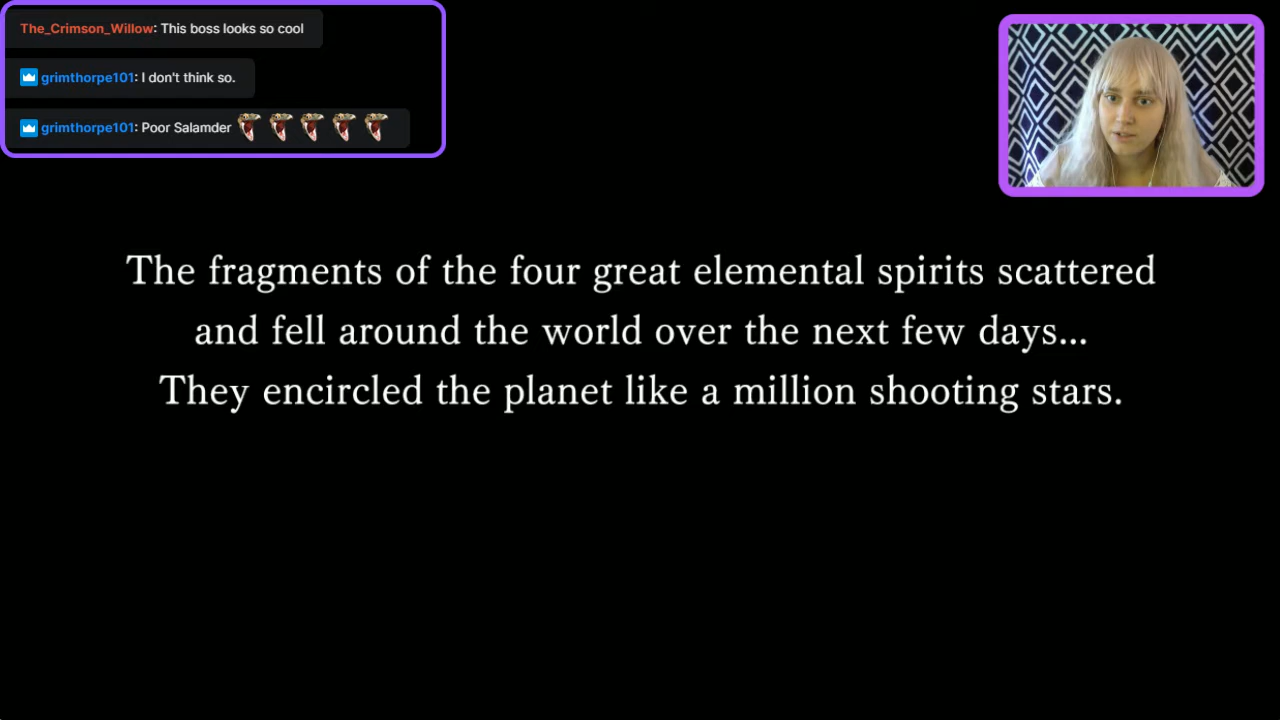 The_Crimson_Willow: This boss looks so cool
grimthorpe101: I don't think so.
grimthorpe101: Poor Salamder
The fragments of the four great elemental spirits scattered
and fell around the world over the next few days...
They encircled the planet like a million shooting stars.